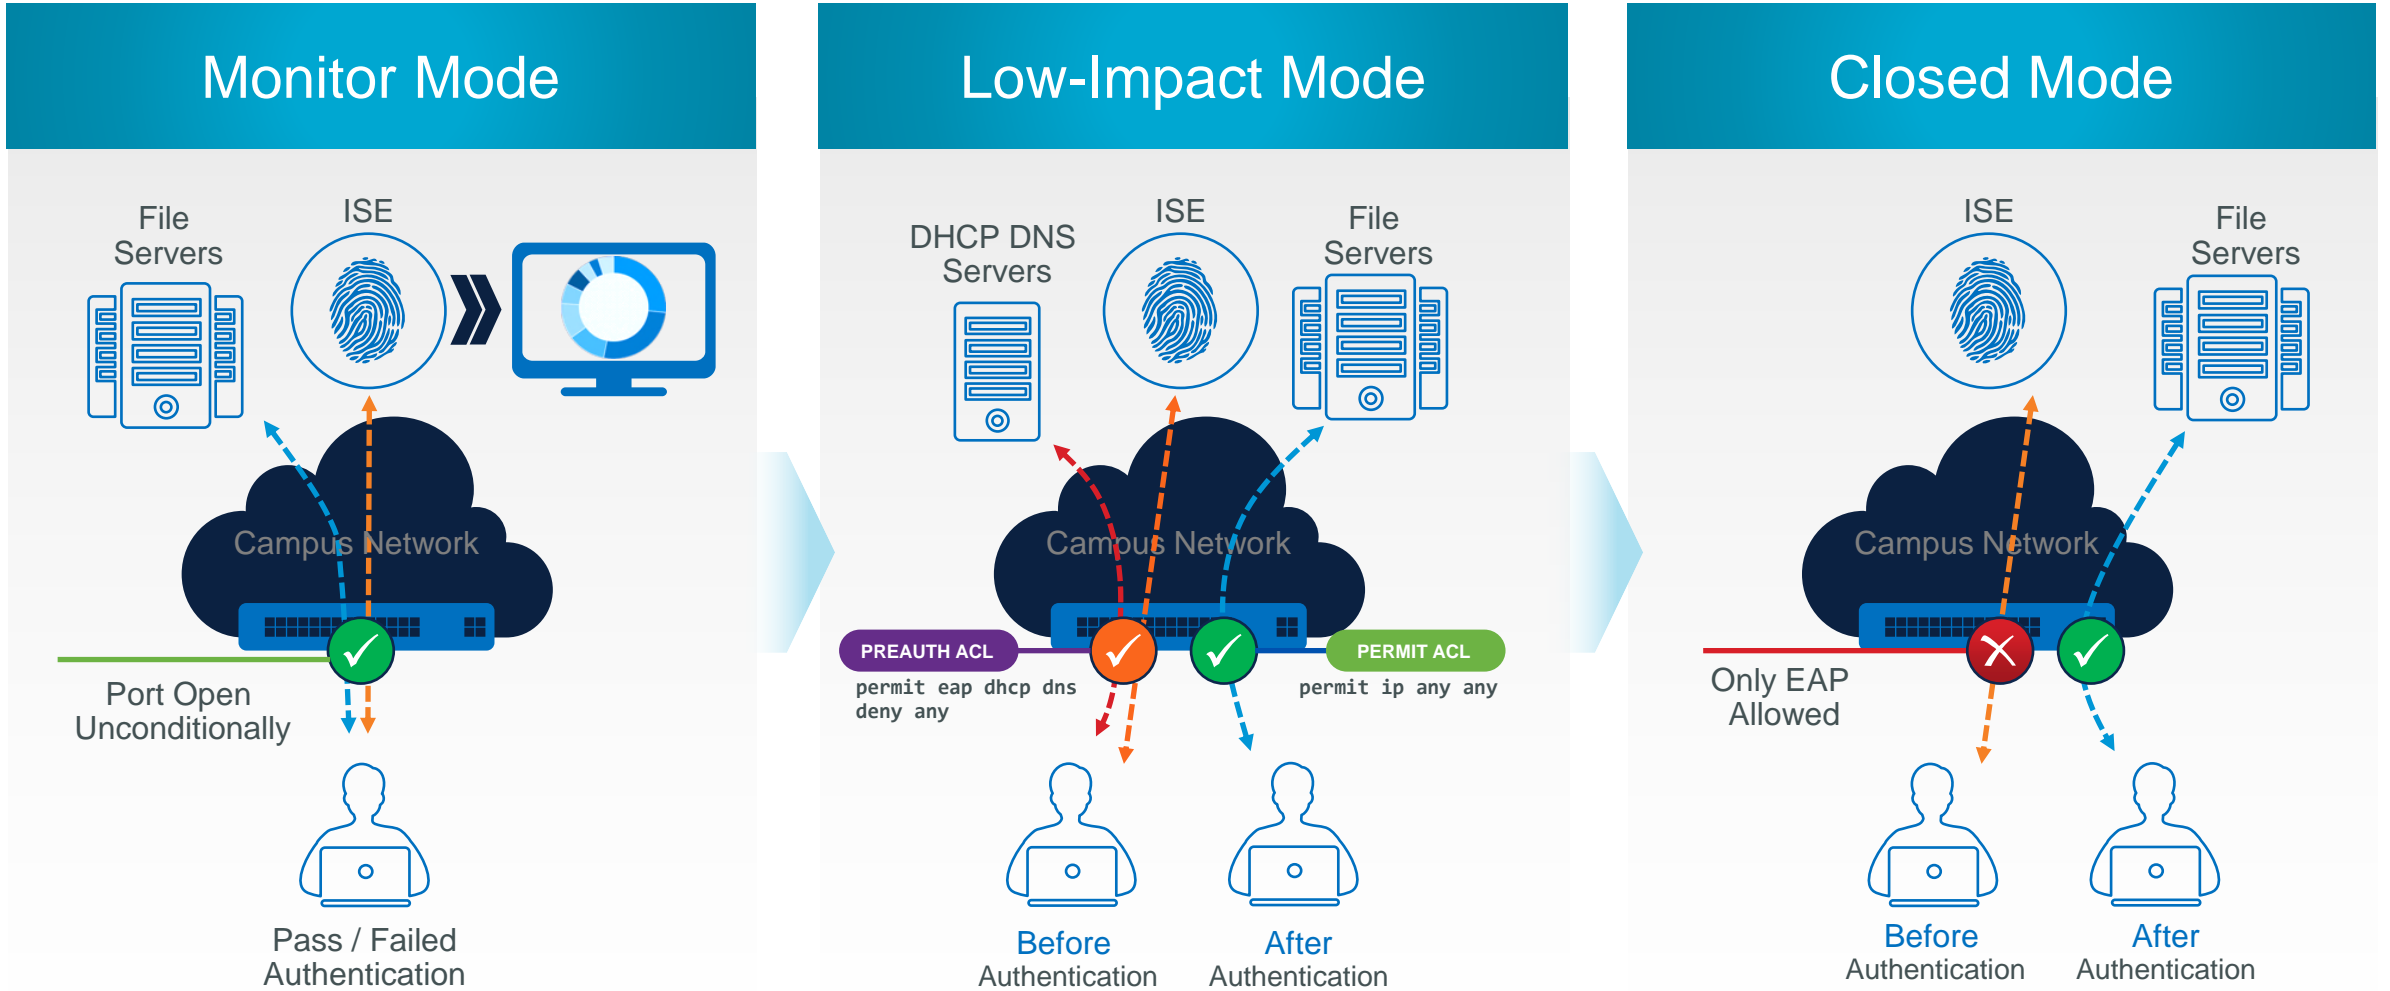 Monitor Mode
File
Servers
ISE
Campus Network
Port Open
Unconditionally
Pass / Failed
Authentication
Low-Impact Mode
DHCP DNS
Servers
ISE
File
Servers
Campus Network
PREAUTH ACL
permit eap dhcp dns
deny any
PERMIT ACL
permit ip any any
Before
Authentication
After
Authentication
Closed Mode
ISE
File
Servers
Campus Network
Only EAP
Allowed
Before
Authentication
After
Authentication